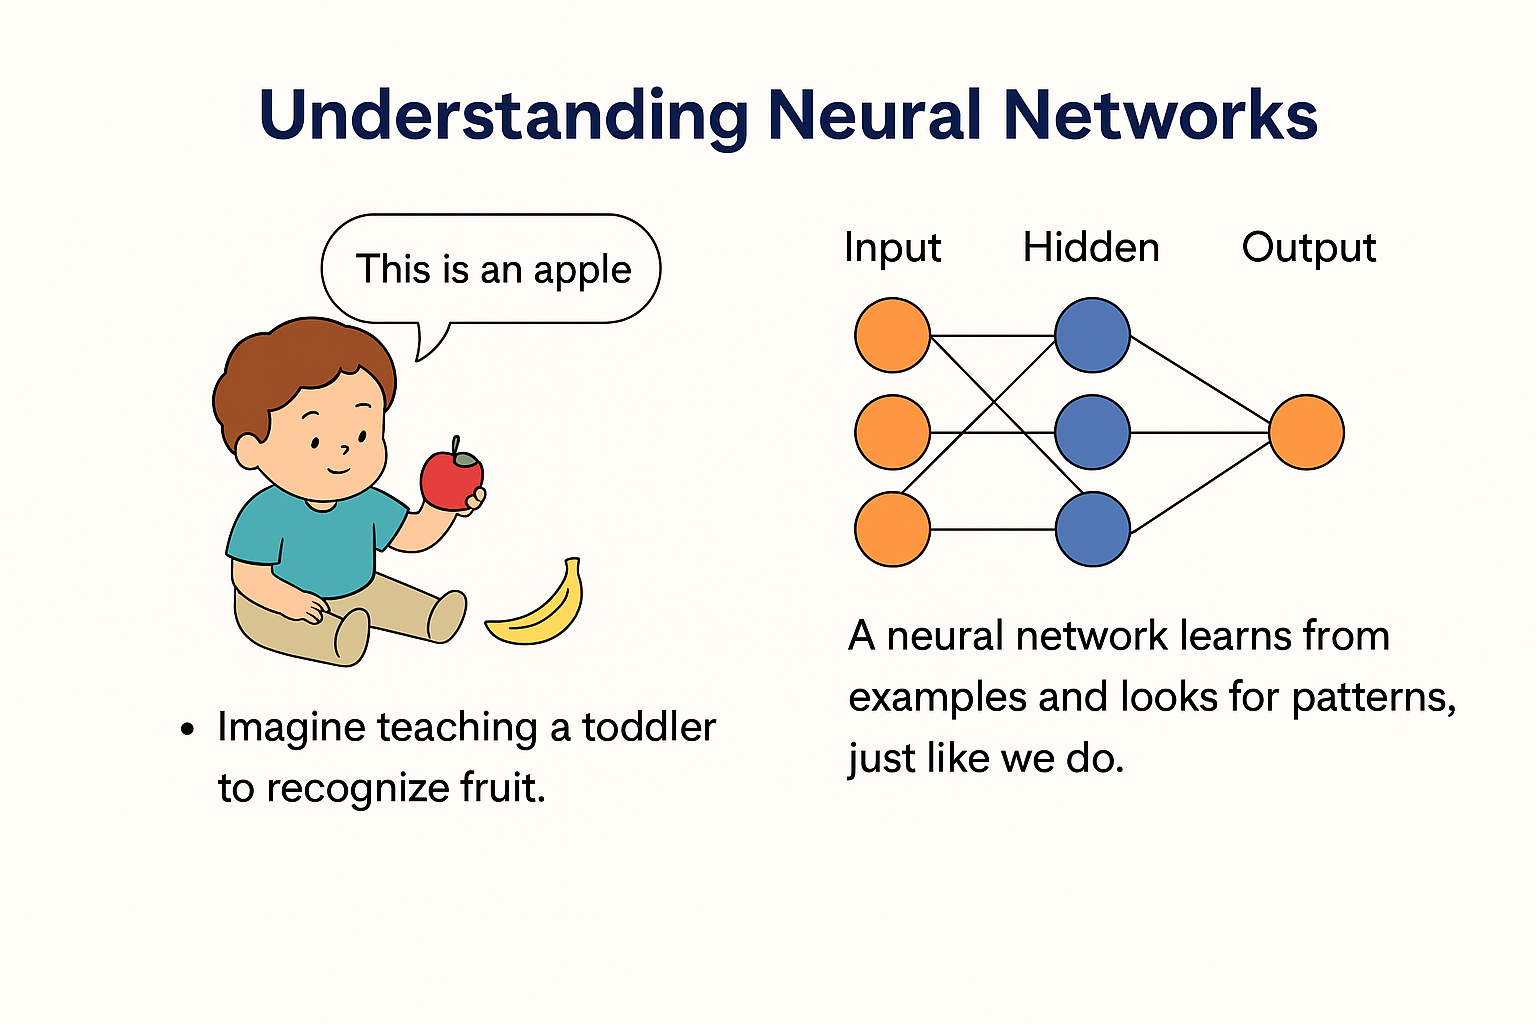 Understanding Neural Networks
This is an apple
• Imagine teaching a toddler
to recognize fruit.
Input Hidden Output
A neural network learns from
examples and looks for patterns,
just like we do.